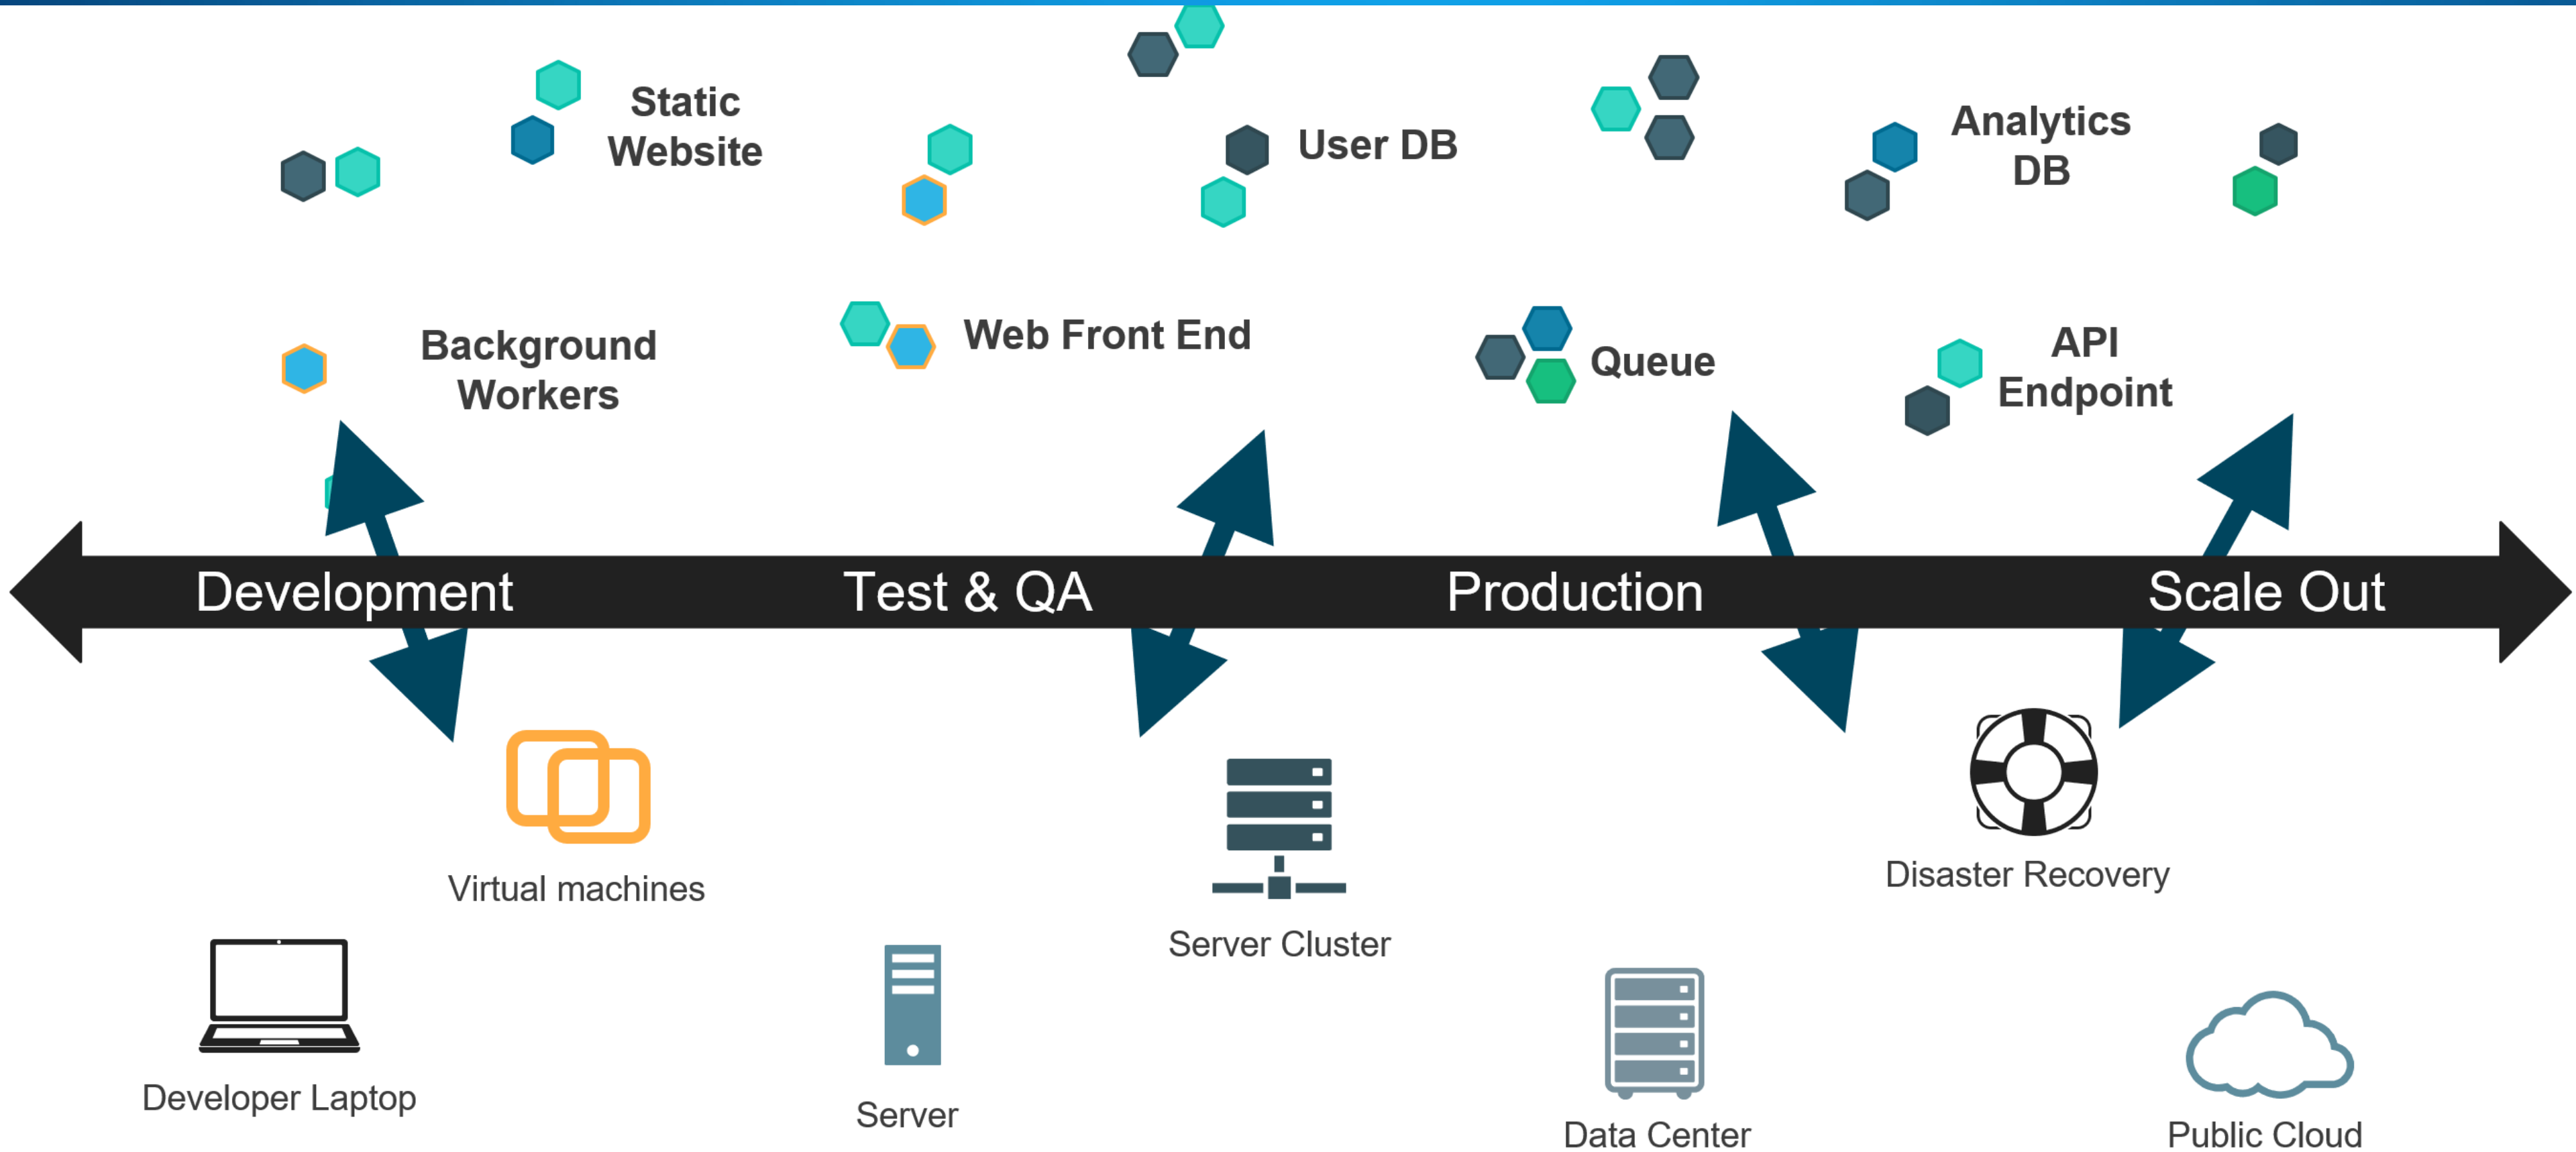 Static
Website
User DB
Analytics
DB
Background
Workers
Web Front End
Queue
API
Endpoint
Development
Test & QA
Production
Scale Out
Virtual machines
Server Cluster
Disaster Recovery
Developer Laptop
Server
Data Center
Public Cloud